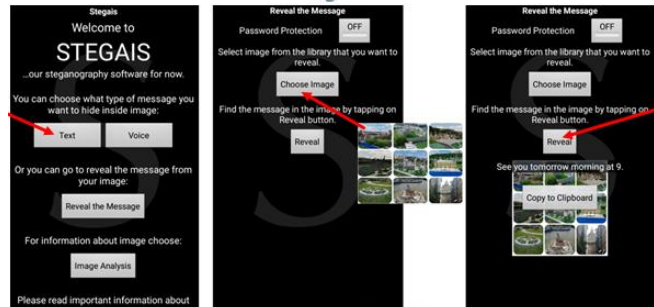 Stegais
Welcome to
STEGAIS
...our steganography software for now.
You can choose what type of message you
want to hide inside image:
Text
Voice
Or you can go to reveal the message from
your image:
Reveal the Message
For information about image choose:
Image Analysis
Please read important information about
Reveal the Message
Password Protection
OFF
Select image from the library that you want to
reveal.
Choose Image
Find the message in the image by tapping on
Reveal button.
Reveal
Reveal the Message
Password Protection
OFF
Select image from the library that you want to
reveal.
Choose Image
Find the message in the image by tapping on
Reveal button.
Reveal
See you tomorrow morning at 9.
Copy to Clipboard